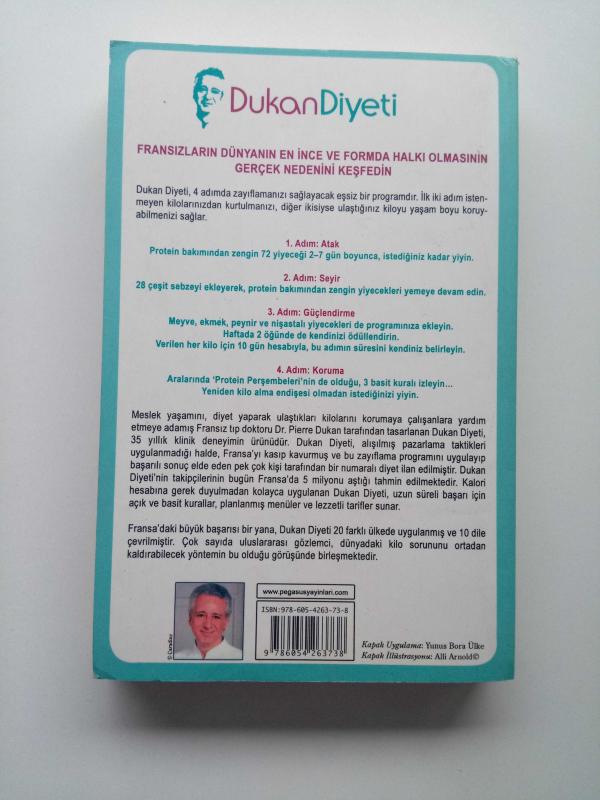 DukanDiyeti
FRANSIZLARIN DÜNYANIN EN İNCE VE FORMDA HALKI OLMASININ
GERÇEK NEDENİNİ KEŞFEDİN
Dukan Diyeti, 4 adımda zayıflamanızı sağlayacak eşsiz bir programdır. İlk iki adım isten-
meyen kilolarınızdan kurtulmanızı, diğer ikisiyse ulaştığınız kiloyu yaşam boyu koruy-
abilmenizi sağlar.
1. Adım: Atak
Protein bakımından zengin 72 yiyeceği 2–7 gün boyunca, istediğiniz kadar yiyin.
2. Adım: Seyir
28 çeşit sebzeyi ekleyerek, protein bakımından zengin yiyecekleri yemeye devam edin.
3. Adım: Güçlendirme
Meyve, ekmek, peynir ve nişastalı yiyecekleri de programınıza ekleyin.
Haftada 2 öğünde de kendinizi ödüllendirin.
Verilen her kilo için 10 gün hesabıyla, bu adımın süresini kendiniz belirleyin.
4. Adım: Koruma
Aralarında ‘Protein Perşembeleri’nin de olduğu, 3 basit kuralı izleyin...
Yeniden kilo alma endişesi olmadan istediğinizi yiyin.
Meslek yaşamını, diyet yaparak ulaştıkları kilolarını korumaya çalışanlara yardım
etmeye adamış Fransız tıp doktoru Dr. Pierre Dukan tarafından tasarlanan Dukan Diyeti,
35 yıllık klinik deneyimin ürünüdür. Dukan Diyeti, alışılmış pazarlama taktikleri
uygulanmadığı halde, Fransa’yı kasıp kavurmuş ve bu zayıflama programını uygulayıp
başarılı sonuç elde eden pek çok kişi tarafından bir numaralı diyet ilan edilmiştir. Dukan
Diyeti’nin takipçilerinin bugün Fransa’da 5 milyonu aştığı tahmin edilmektedir. Kalori
hesabına gerek duyulmadan kolayca uygulanan Dukan Diyeti, uzun süreli başarı için
açık ve basit kurallar, planlanmış menüler ve lezzetli tarifler sunar.
Fransa’daki büyük başarısı bir yana, Dukan Diyeti 20 farklı ülkede uygulanmış ve 10 dile
çevrilmiştir. Çok sayıda uluslararası gözlemci, dünyadaki kilo sorununu ortadan
kaldırabilecek yöntemin bu olduğu görüşünde birleşmektedir.
www.pegasusyayinlari.com
ISBN:978-605-4263-73-8
9 786054 263738
Kapak Uygulama: Yunus Bora Ülke
Kapak İllüstrasyonu: Alli Arnold©